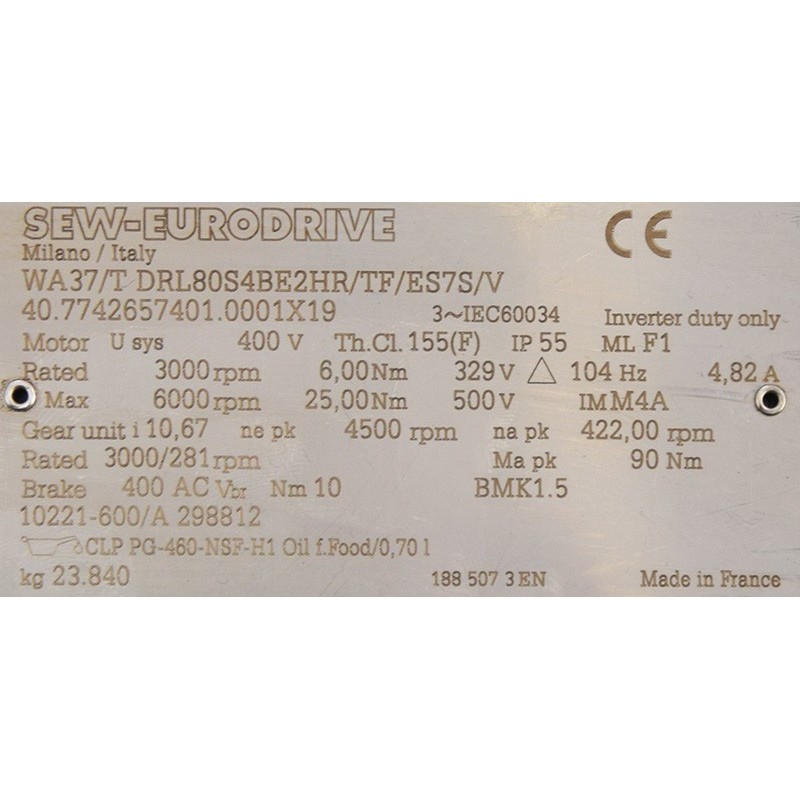 SEW-EURODRIVE CE
Milano / Italy
WA37/T DRL80S4BE2HR/TF/ES7S/V
40.7742657401.0001X19 3~IEC60034 Inverter duty only
Motor U sys 400 V Th.Cl. 155(F) IP 55 ML F1
Rated 3000 rpm 6,00Nm 329 V △ 104 Hz 4,82 A
Max 6000 rpm 25,00Nm 500 V IM M4A
Gear unit i 10,67 ne pk 4500 rpm na pk 422,00 rpm
Rated 3000/281 rpm Ma pk 90 Nm
Brake 400 AC Vbr Nm 10 BMK1.5
10221-600/A 298812
CLP PG-460-NSF-H1 Oil f.Food/0,70 l
kg 23.840 188 507 3 EN Made in France